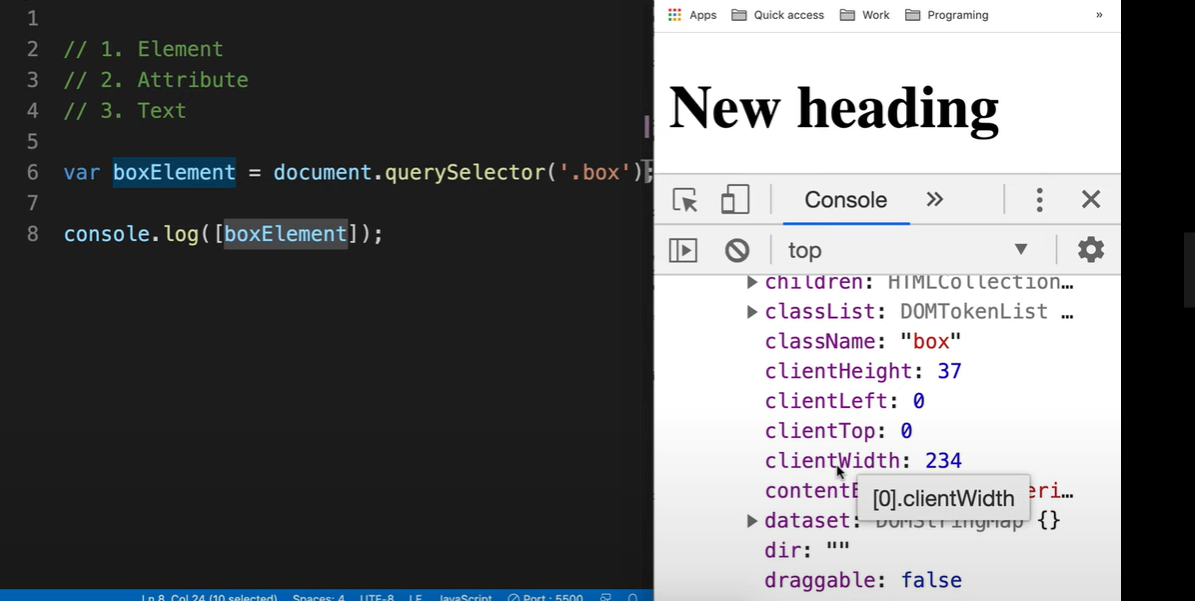 1
2 // 1. Element
3 // 2. Attribute
4 // 3. Text
5
6 var boxElement = document.querySelector('.box');
7
8 console.log([boxElement]);
Ln 8, Col 24 (10 selected) Spaces: 4 UTF-8 LF JavaScript Port : 5500
Apps Quick access Work Programing »
New heading
Console »
top
children: HTMLCollection…
classList: DOMTokenList …
className: "box"
clientHeight: 37
clientLeft: 0
clientTop: 0
clientWidth: 234
[0].clientWidth
dataset: DOMStringMap {}
dir: ""
draggable: false